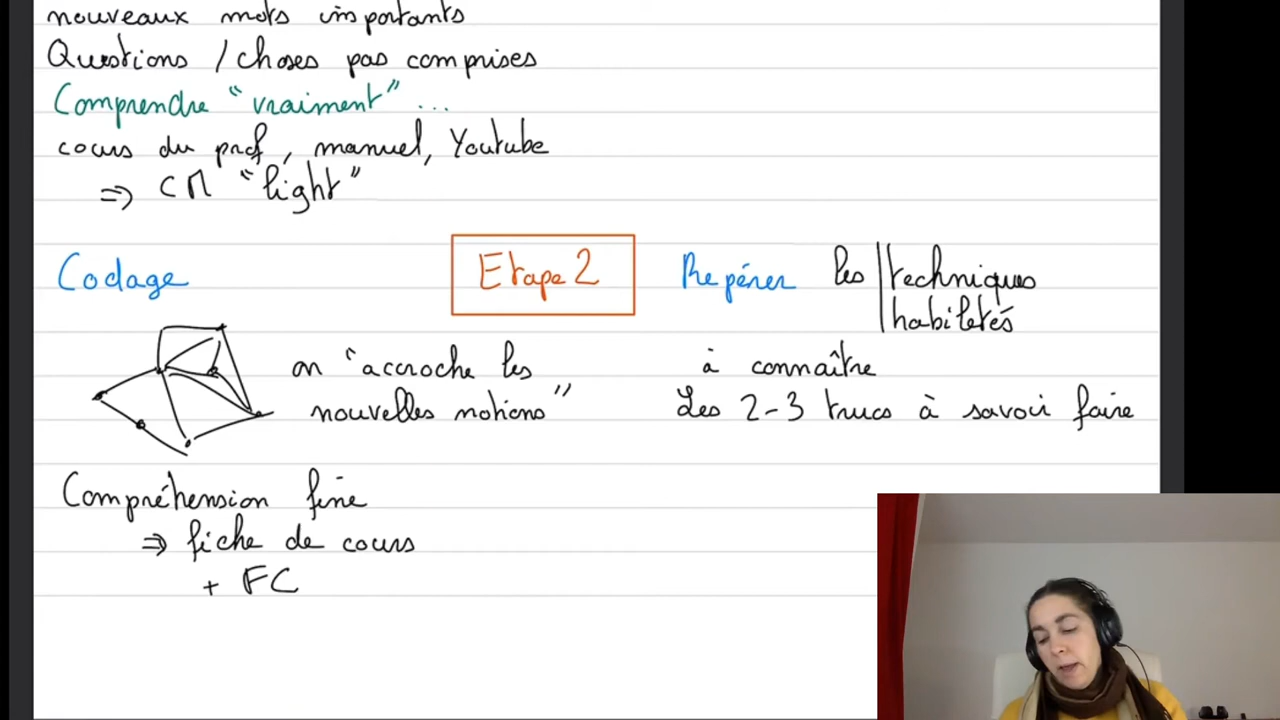 nouveaux mots importants
Questions / choses pas comprises
Comprendre "vraiment" ...
cours du prof, manuel, Youtube
⇒ CM "light"
Codage
Etape 2
Repérer les techniques
habiletés
on "accroche les
nouvelles notions"
à connaître
Les 2-3 trucs à savoir faire
Compréhension fine
⇒ fiche de cours
+ FC